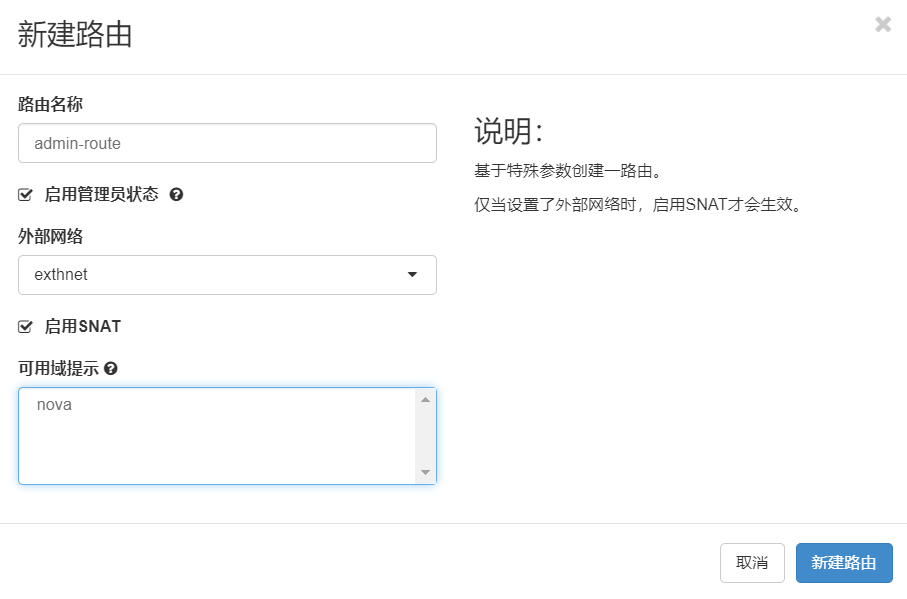 新建路由
路由名称
admin-route
启用管理员状态
外部网络
exthnet
启用SNAT
可用域提示
nova
说明：
基于特殊参数创建一路由。
仅当设置了外部网络时，启用SNAT才会生效。
取消
新建路由